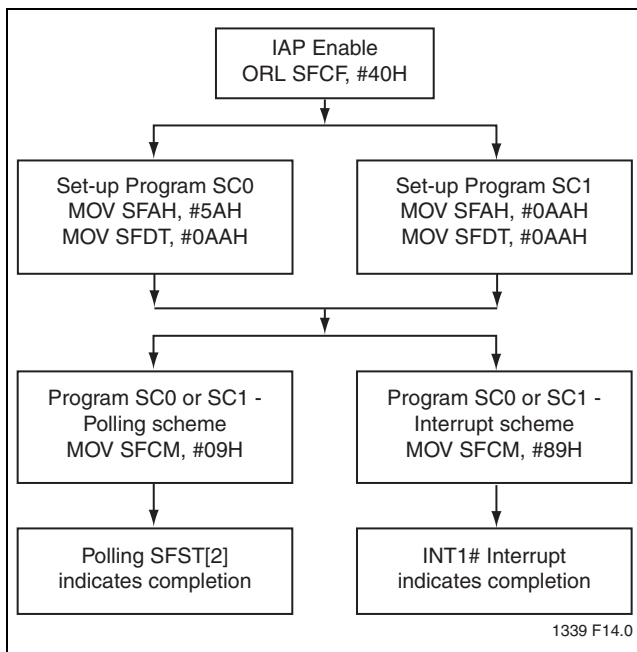 IAP Enable
ORL SFCF, #40H
Set-up Program SC0
MOV SFAH, #5AH
MOV SFDT, #0AAH
Set-up Program SC1
MOV SFAH, #0AAH
MOV SFDT, #0AAH
Program SC0 or SC1 -
Polling scheme
MOV SFCM, #09H
Program SC0 or SC1 -
Interrupt scheme
MOV SFCM, #89H
Polling SFST[2]
indicates completion
INT1# Interrupt
indicates completion
1339 F14.0